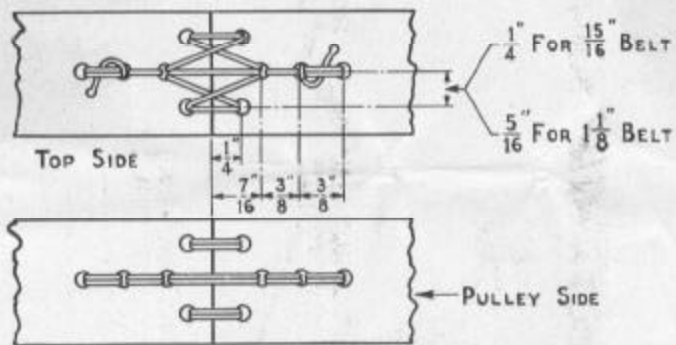 1/4" FOR 15/16" BELT
5/16" FOR 1 1/8" BELT
TOP SIDE
1/4"
7/16" 3/8" 3/8"
PULLEY SIDE